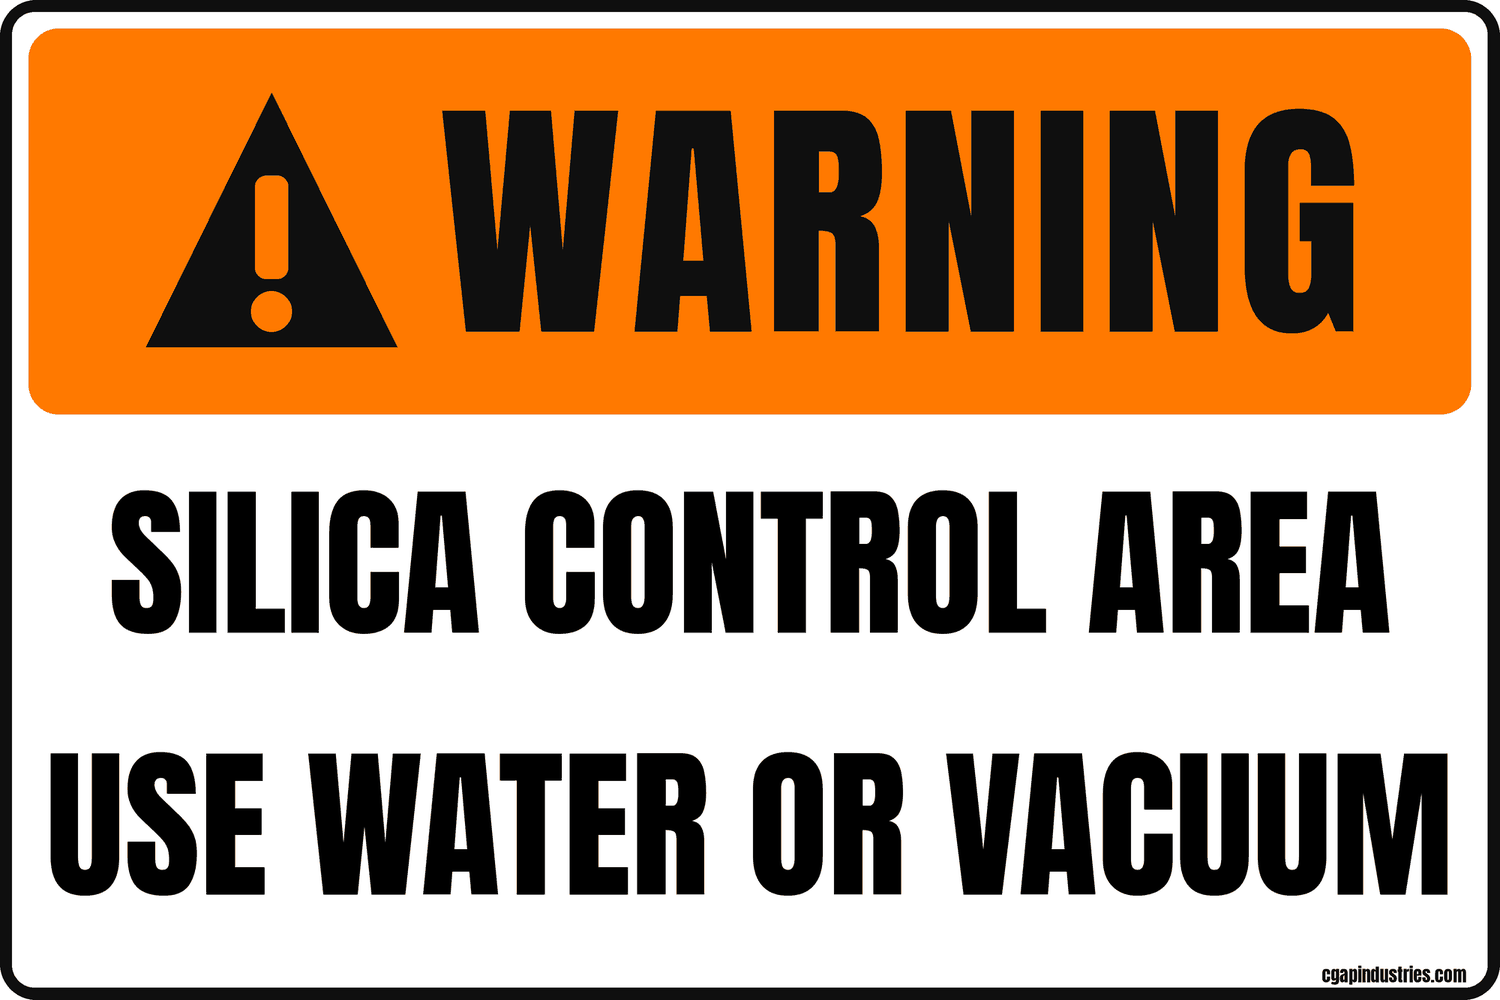 WARNING
SILICA CONTROL AREA
USE WATER OR VACUUM
cgapindustries.com